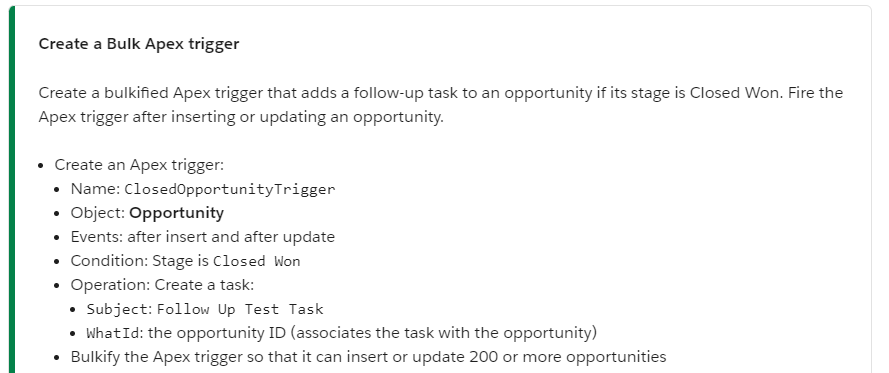 Create a Bulk Apex trigger
Create a bulkified Apex trigger that adds a follow-up task to an opportunity if its stage is Closed Won. Fire the
Apex trigger after inserting or updating an opportunity.
• Create an Apex trigger:
• Name: ClosedOpportunityTrigger
• Object: Opportunity
• Events: after insert and after update
• Condition: Stage is Closed Won
• Operation: Create a task:
• Subject: Follow Up Test Task
• WhatId: the opportunity ID (associates the task with the opportunity)
• Bulkify the Apex trigger so that it can insert or update 200 or more opportunities